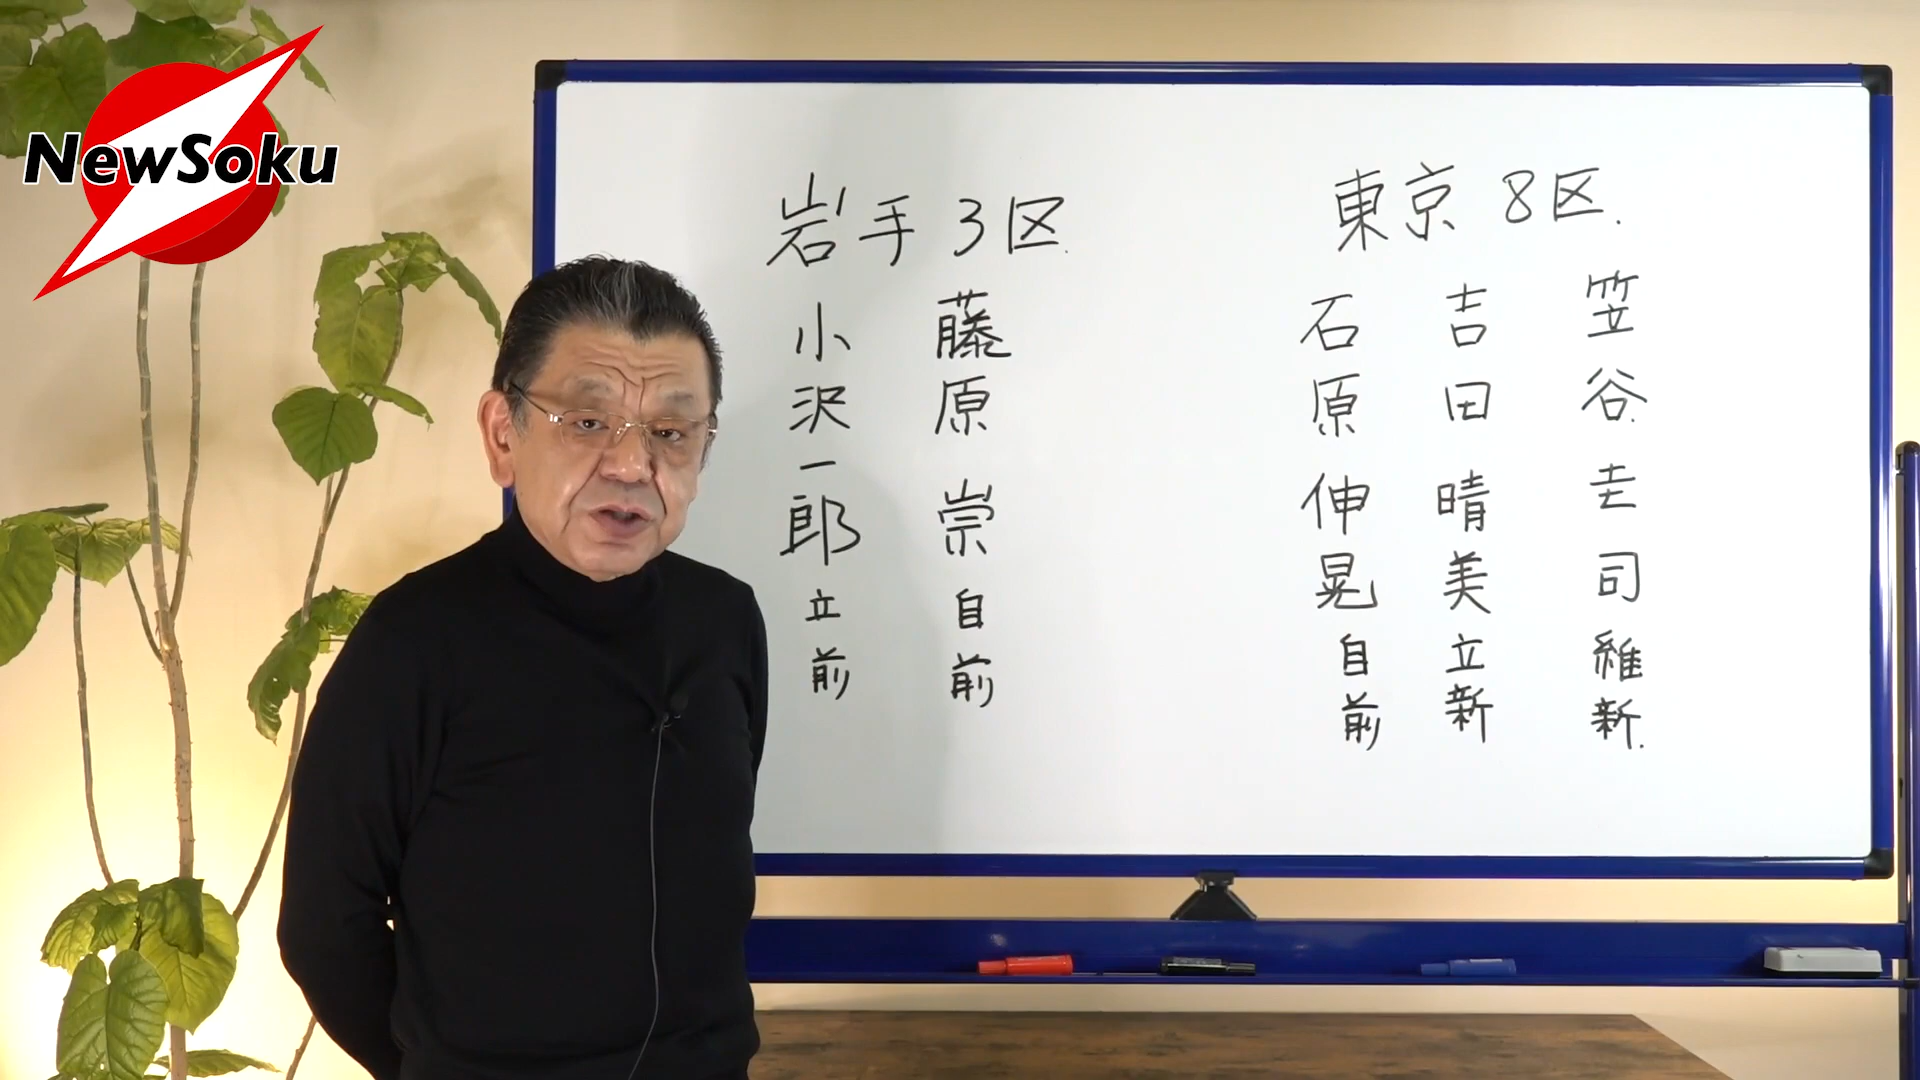 NewSoku
岩手3区.
小沢一郎 立前
藤原 崇 自前
東京 8区.
石原 伸晃 自前
吉田 晴美 立新
笠谷 圭司 維新.